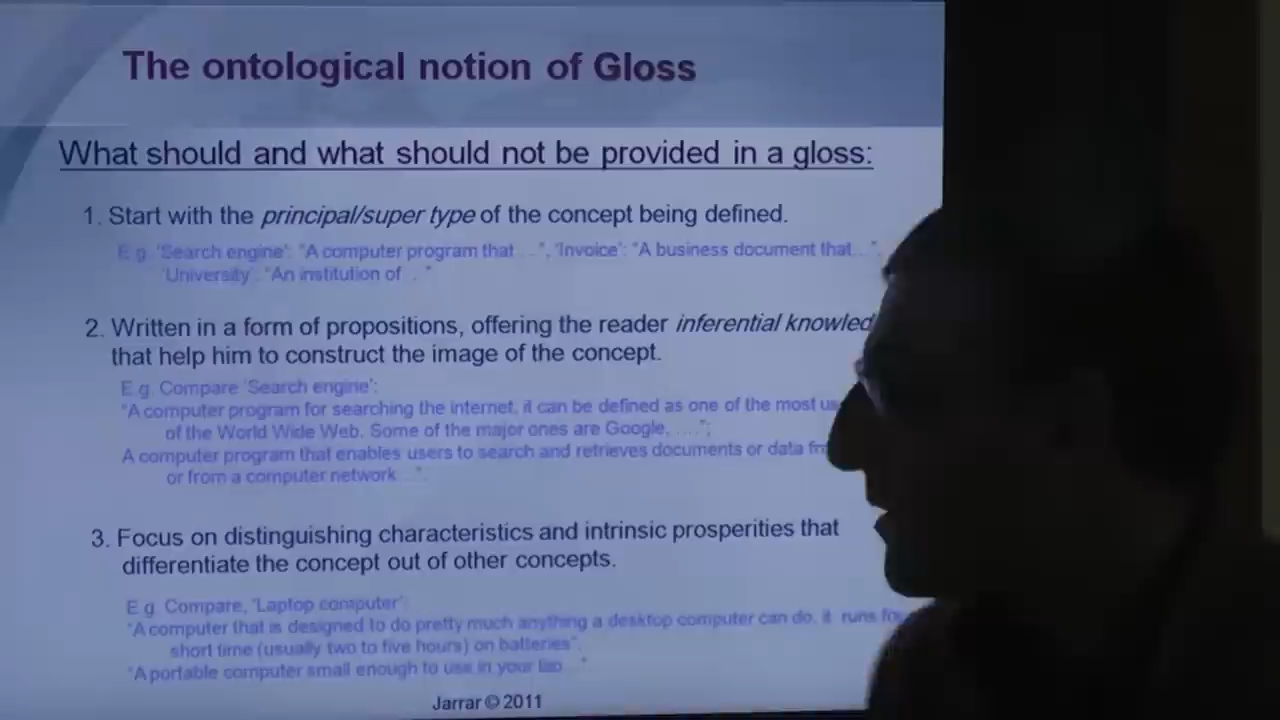 The ontological notion of Gloss
What should and what should not be provided in a gloss:
1. Start with the principal/super type of the concept being defined.
E.g. 'Search engine': "A computer program that …", 'Invoice': "A business document that…",
'University': "An institution of …"
2. Written in a form of propositions, offering the reader inferential knowled
that help him to construct the image of the concept.
E.g. Compare 'Search engine':
"A computer program for searching the internet, it can be defined as one of the most us
of the World Wide Web. Some of the major ones are Google, ….";
A computer program that enables users to search and retrieves documents or data fr
or from a computer network …".
3. Focus on distinguishing characteristics and intrinsic prosperities that
differentiate the concept out of other concepts.
E.g. Compare, 'Laptop computer':
"A computer that is designed to do pretty much anything a desktop computer can do, it runs fo
short time (usually two to five hours) on batteries".
"A portable computer small enough to use in your lap …"
Jarrar © 2011